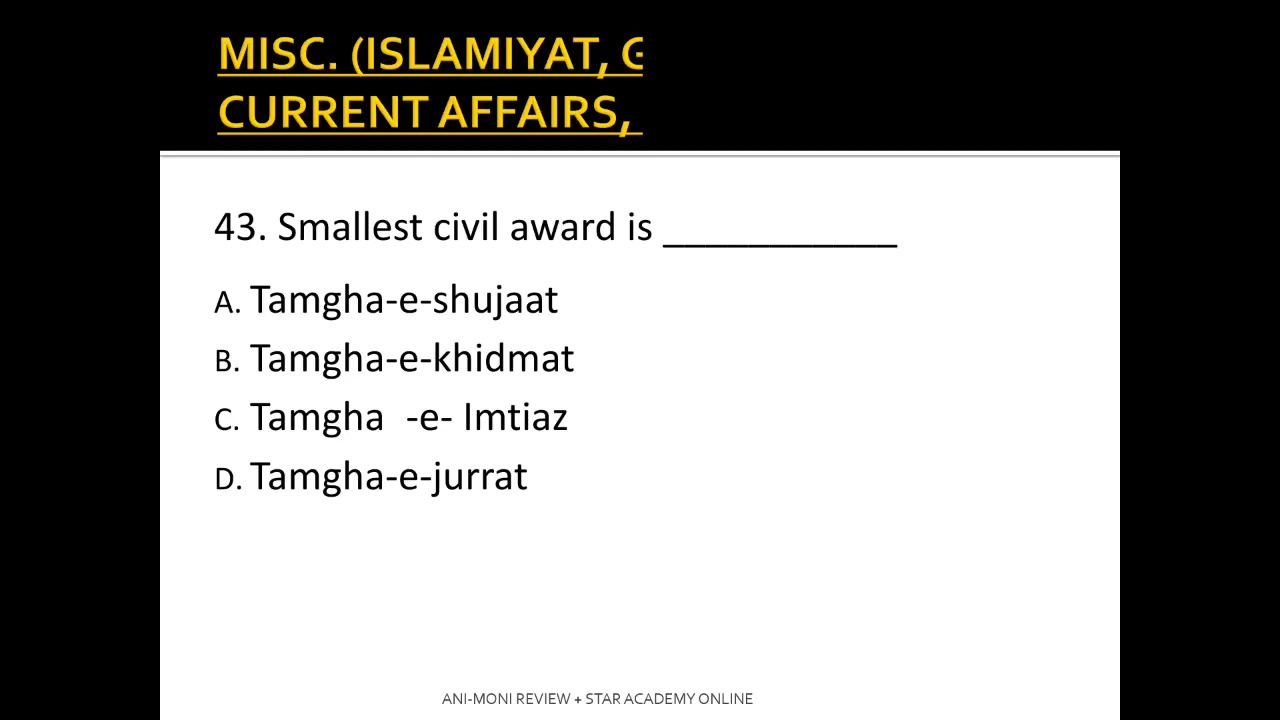 MISC. (ISLAMIYAT, G
CURRENT AFFAIRS,
43. Smallest civil award is ___________
A. Tamgha-e-shujaat
B. Tamgha-e-khidmat
C. Tamgha -e- Imtiaz
D. Tamgha-e-jurrat
ANI-MONI REVIEW + STAR ACADEMY ONLINE